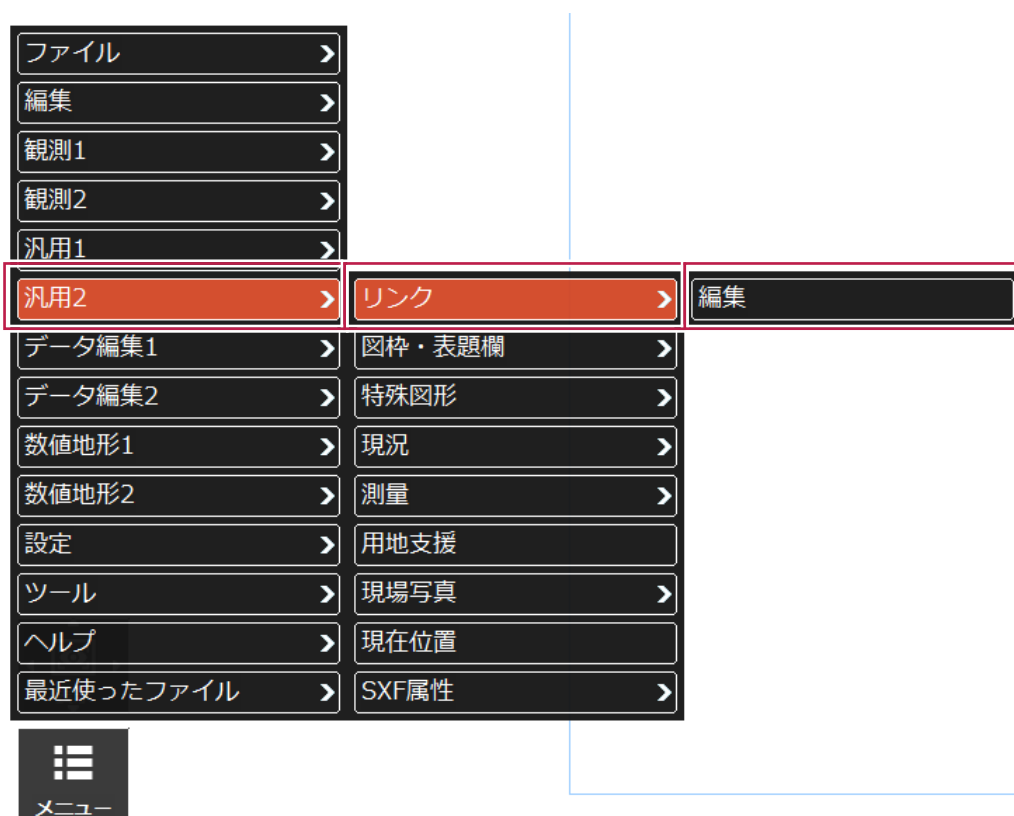 ファイル
編集
観測1
観測2
汎用1
汎用2
リンク
編集
データ編集1
図枠・表題欄
データ編集2
特殊図形
数値地形1
現況
数値地形2
測量
設定
用地支援
ツール
現場写真
ヘルプ
現在位置
最近使ったファイル
SXF属性
メニュー